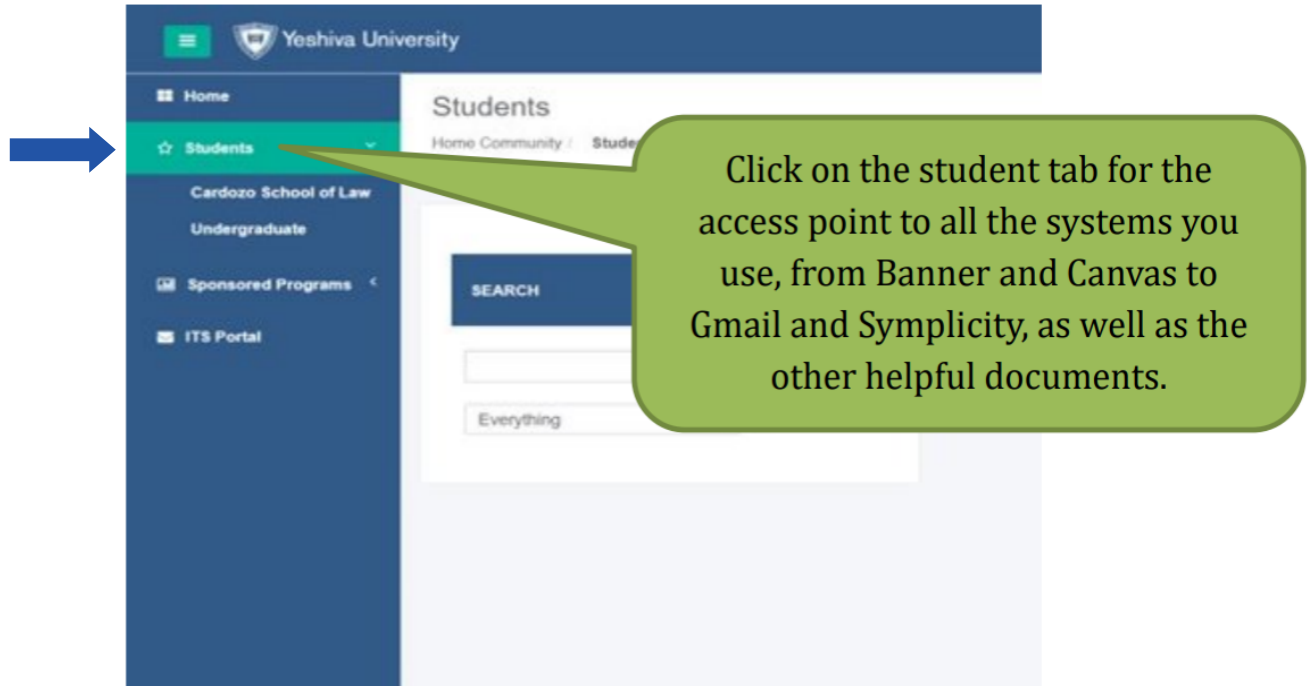 Yeshiva University
Home
Students
Cardozo School of Law
Undergraduate
Sponsored Programs
ITS Portal
Students
Home Community /
SEARCH
Everything
Click on the student tab for the
access point to all the systems you
use, from Banner and Canvas to
Gmail and Symplicity, as well as the
other helpful documents.